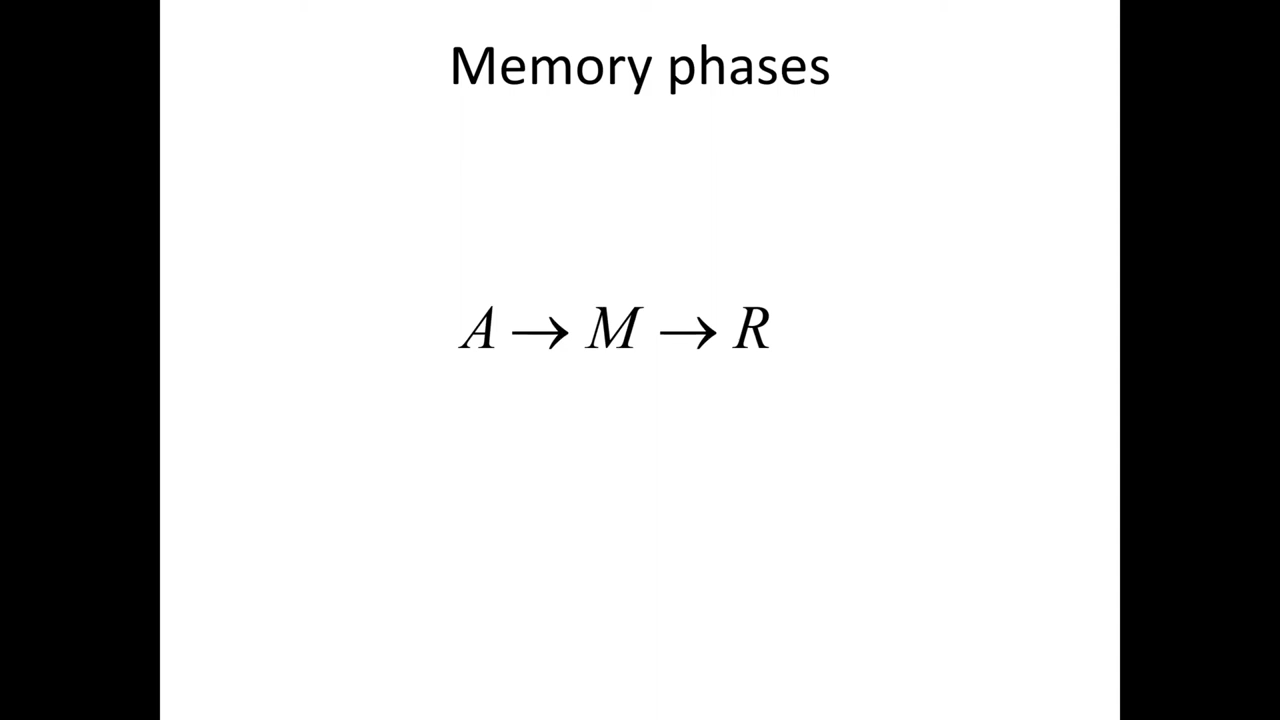 Memory phases
A → M → R